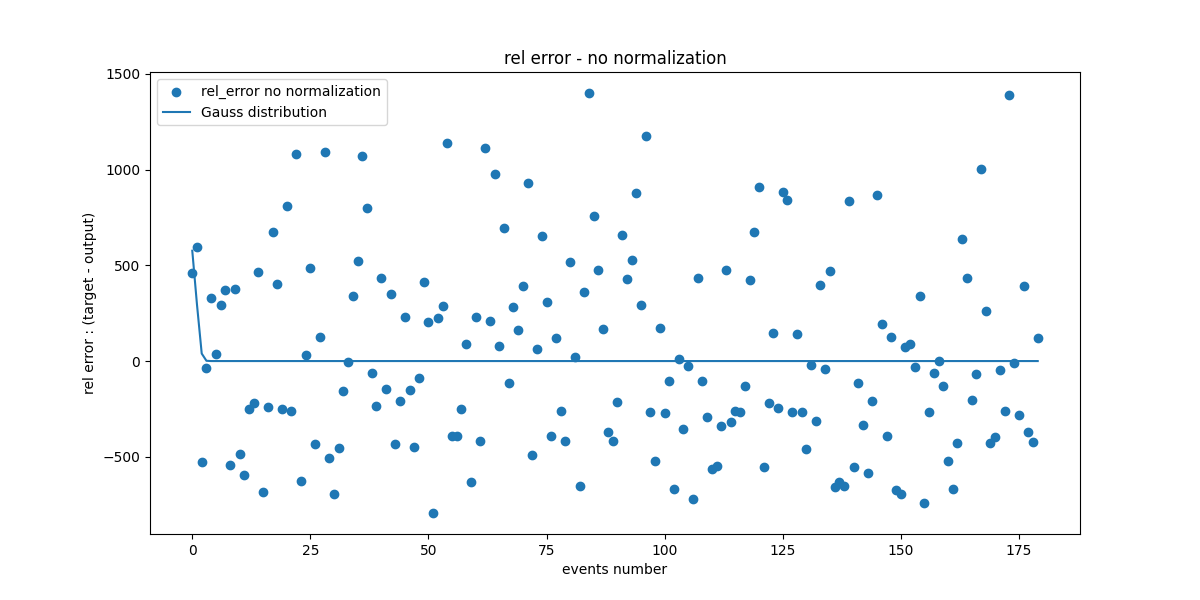 rel error - no normalization
rel_error no normalization
Gauss distribution
rel error : (target - output)
1500
1000
500
0
−500
0 25 50 75 100 125 150 175
events number